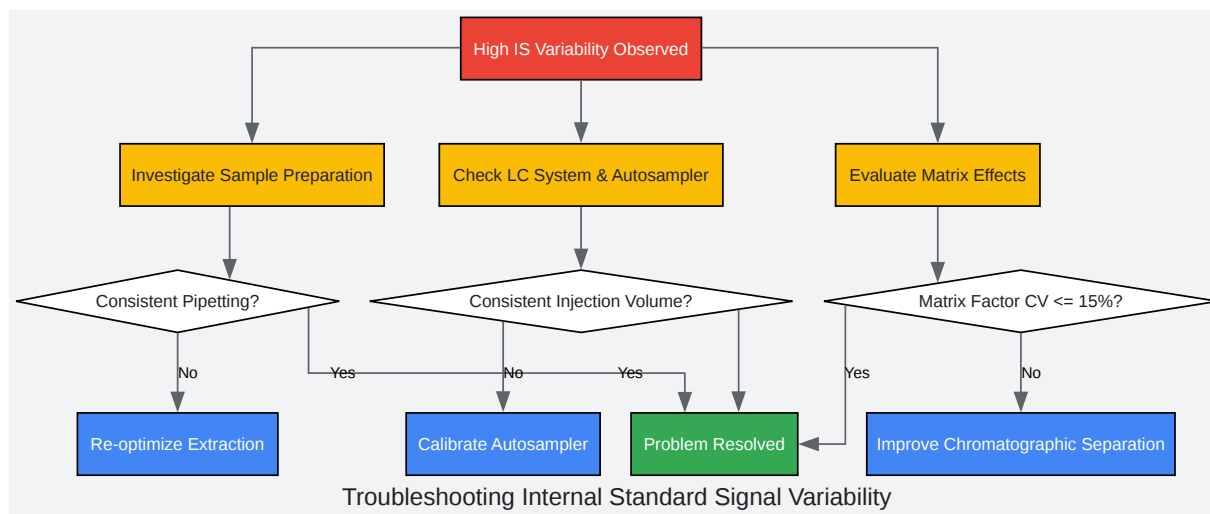 High IS Variability Observed
Investigate Sample Preparation
Check LC System & Autosampler
Evaluate Matrix Effects
Consistent Pipetting?
Consistent Injection Volume?
Matrix Factor CV <= 15%?
No
Yes
No
Yes
Yes
No
Re-optimize Extraction
Calibrate Autosampler
Problem Resolved
Improve Chromatographic Separation
Troubleshooting Internal Standard Signal Variability